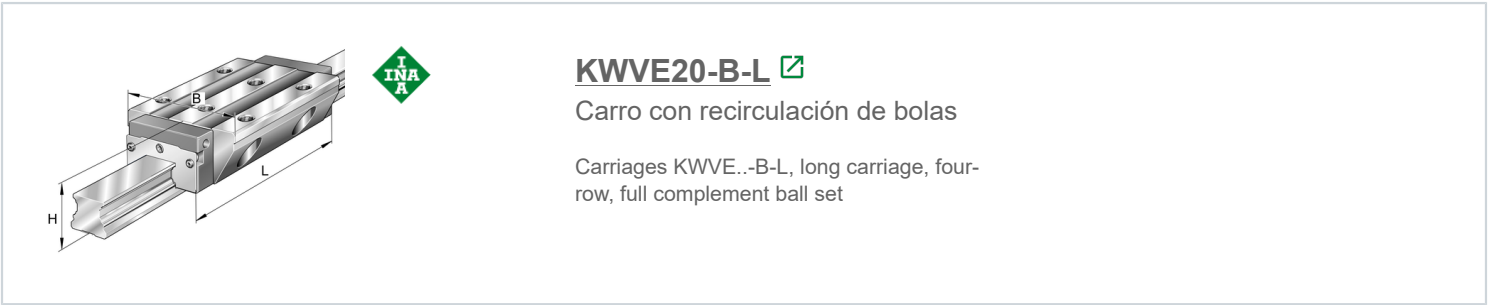 B
L
H
I
INA
A
KWVE20-B-L
Carro con recirculación de bolas
Carriages KWVE..-B-L, long carriage, four-
row, full complement ball set